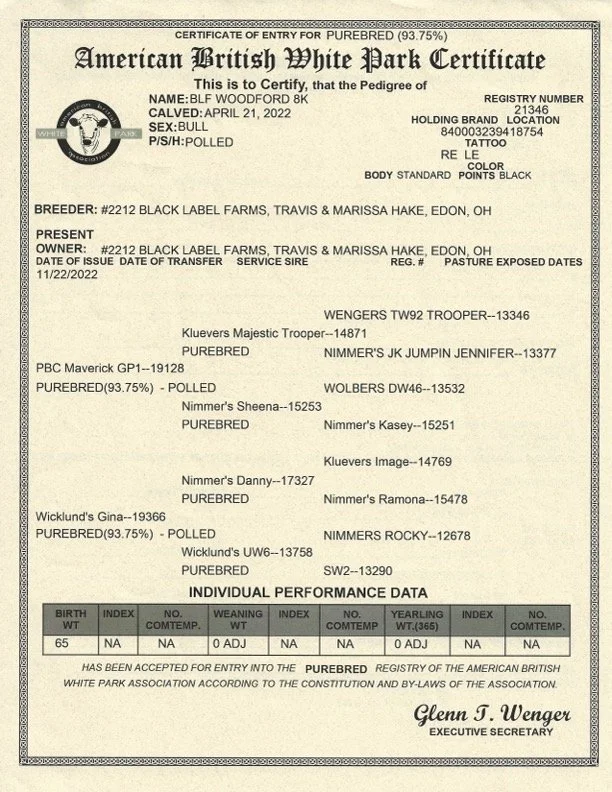 CERTIFICATE OF ENTRY FOR PUREBRED (93.75%)
American British White Park Certificate
This is to Certify, that the Pedigree of
NAME: BLF WOODFORD 8K
REGISTRY NUMBER
CALVED: APRIL 21, 2022
21346
SEX: BULL
HOLDING BRAND LOCATION
P/S/H: POLLED
840003239418754
TATTOO
RE LE
COLOR
BODY STANDARD POINTS BLACK
american british
WHITE PARK
association
BREEDER: #2212 BLACK LABEL FARMS, TRAVIS & MARISSA HAKE, EDON, OH
PRESENT
OWNER: #2212 BLACK LABEL FARMS, TRAVIS & MARISSA HAKE, EDON, OH
DATE OF ISSUE DATE OF TRANSFER SERVICE SIRE REG. # PASTURE EXPOSED DATES
11/22/2022
WENGERS TW92 TROOPER--13346
Kluevers Majestic Trooper--14871
PUREBRED NIMMER'S JK JUMPIN JENNIFER--13377
PBC Maverick GP1--19128
PUREBRED(93.75%) - POLLED WOLBERS DW46--13532
Nimmer's Sheena--15253
PUREBRED Nimmer's Kasey--15251
Kluevers Image--14769
Nimmer's Danny--17327
PUREBRED Nimmer's Ramona--15478
Wicklund's Gina--19366
PUREBRED(93.75%) - POLLED NIMMERS ROCKY--12678
Wicklund's UW6--13758
PUREBRED SW2--13290
INDIVIDUAL PERFORMANCE DATA
BIRTH WT INDEX NO. COMTEMP. WEANING WT INDEX NO. COMTEMP YEARLING WT.(365) INDEX NO. COMTEMP.
65 NA NA 0 ADJ NA NA 0 ADJ NA NA
HAS BEEN ACCEPTED FOR ENTRY INTO THE PUREBRED REGISTRY OF THE AMERICAN BRITISH
WHITE PARK ASSOCIATION ACCORDING TO THE CONSTITUTION AND BY-LAWS OF THE ASSOCIATION.
Glenn T. Wenger
EXECUTIVE SECRETARY